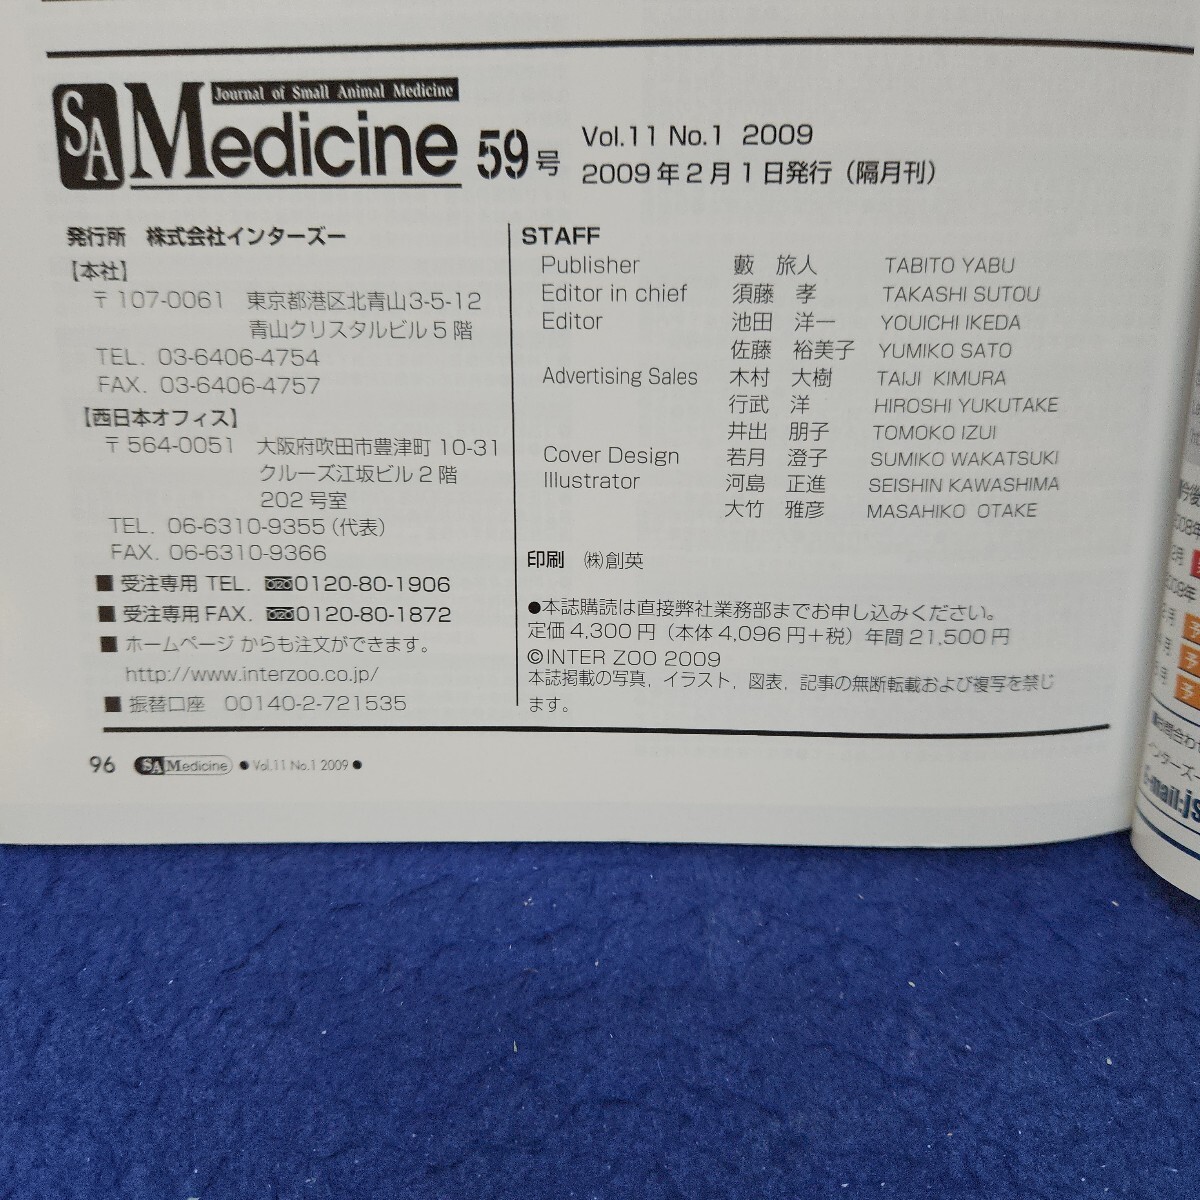 Journal of Small Animal Medicine
SA Medicine 59号
Vol.11 No.1 2009
2009年2月1日発行（隔月刊）
発行所 株式会社インターズー
【本社】
〒107-0061 東京都港区北青山3-5-12
青山クリスタルビル5階
TEL. 03-6406-4754
FAX. 03-6406-4757
【西日本オフィス】
〒564-0051 大阪府吹田市豊津町10-31
クルーズ江坂ビル2階
202号室
TEL. 06-6310-9355（代表）
FAX. 06-6310-9366
■ 受注専用 TEL. 0120-80-1906
■ 受注専用 FAX. 0120-80-1872
■ ホームページからも注文ができます。
http://www.interzoo.co.jp/
■ 振替口座 00140-2-721535
STAFF
Publisher 藪 旅人 TABITO YABU
Editor in chief 須藤 孝 TAKASHI SUTOU
Editor 池田 洋一 YOUICHI IKEDA
佐藤 裕美子 YUMIKO SATO
Advertising Sales 木村 大樹 TAIJI KIMURA
行武 洋 HIROSHI YUKUTAKE
井出 朋子 TOMOKO IZUI
Cover Design 若月 澄子 SUMIKO WAKATSUKI
Illustrator 河島 正進 SEISHIN KAWASHIMA
大竹 雅彦 MASAHIKO OTAKE
印刷 ㈱創英
●本誌購読は直接弊社業務部までお申し込みください。
定価4,300円（本体4,096円＋税）年間21,500円
©INTER ZOO 2009
本誌掲載の写真，イラスト，図表，記事の無断転載および複写を禁じ
ます。
96 SA Medicine ● Vol.11 No.1 2009 ●